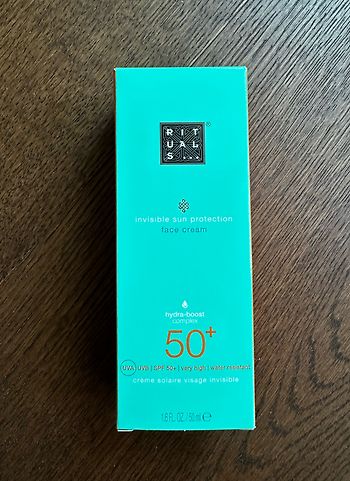 RIT
UAL
S...
invisible sun protection
face cream
hydra-boost
complex
50+
UVA | UVB | SPF 50+ | very high | water resistant
crème solaire visage invisible
1.6 FL. OZ. / 50 ml ℮